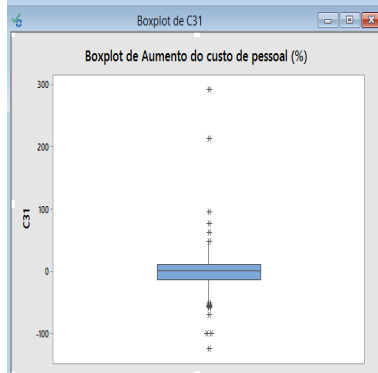 Boxplot de C31
Boxplot de Aumento do custo de pessoal (%)
300
200
100
0
-100
C31